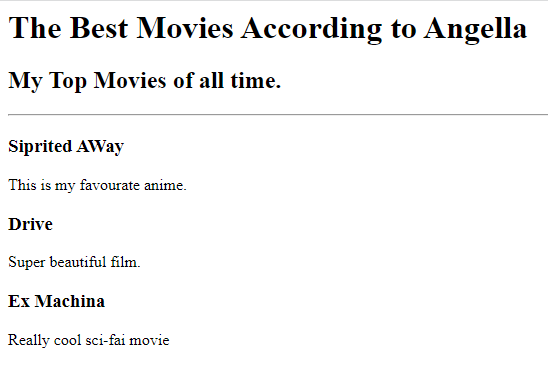 The Best Movies According to Angella
My Top Movies of all time.
Siprited AWay
This is my favourate anime.
Drive
Super beautiful film.
Ex Machina
Really cool sci-fai movie